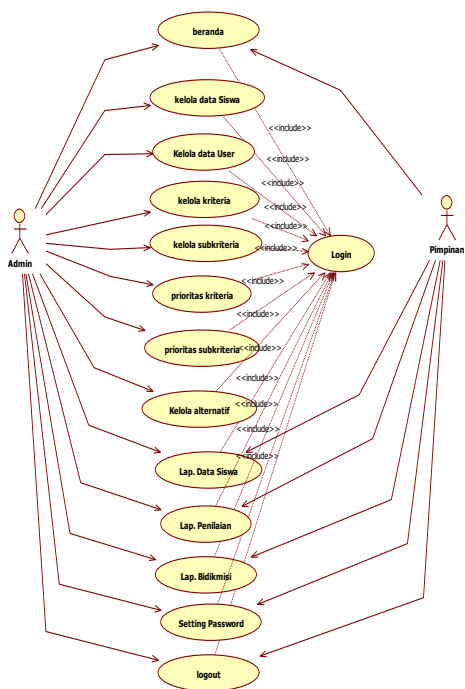 beranda
kelola data Siswa
<<include>>
Kelola data User
<<include>>
<<include>>
kelola kriteria
<<include>>
<<include>>
kelola subkriteria
<<include>>
Login
Admin
Pimpinan
<<include>>
prioritas kriteria
<<include>>
prioritas subkriteria
<<include>>
<<include>>
Kelola alternatif
<<include>>
<<include>>
Lap. Data Siswa
Lap. Penilaian
Lap. Bidikmisi
Setting Password
logout